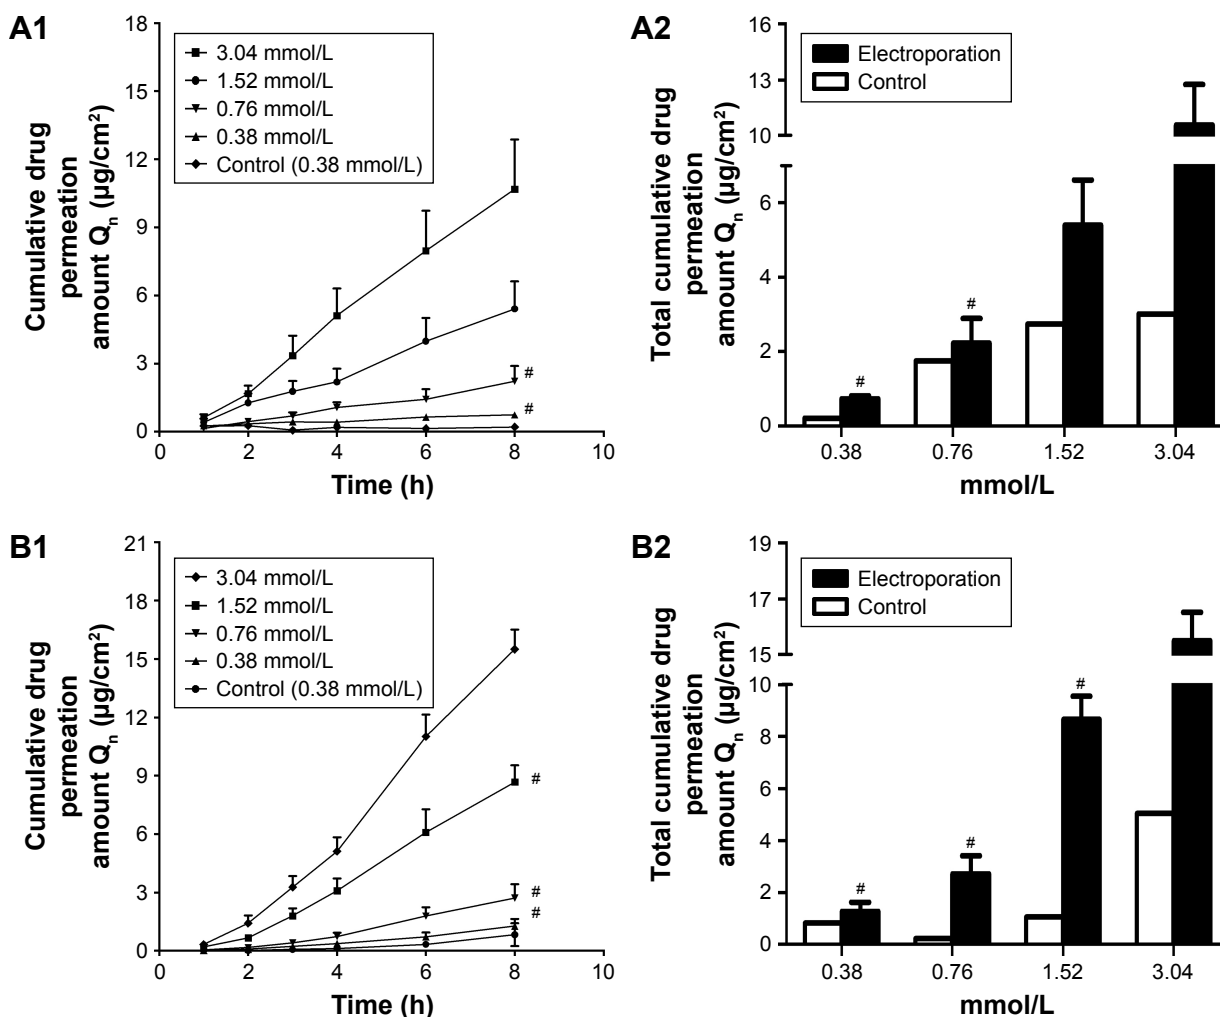 A1
18
15
12
9
6
3
0
3.04 mmol/L
1.52 mmol/L
0.76 mmol/L
0.38 mmol/L
Control (0.38 mmol/L)
Cumulative drug
permeation
amount Qn (µg/cm²)
#
#
0 2 4 6 8 10
Time (h)
A2
16
13
10
6
4
2
0
Electroporation
Control
Total cumulative drug
permeation
amount Qn (µg/cm²)
#
#
0.38 0.76 1.52 3.04
mmol/L
B1
21
18
15
12
9
6
3
0
3.04 mmol/L
1.52 mmol/L
0.76 mmol/L
0.38 mmol/L
Control (0.38 mmol/L)
Cumulative drug
permeation
amount Qn (µg/cm²)
#
#
#
0 2 4 6 8 10
Time (h)
B2
19
17
15
10
8
6
4
2
0
Electroporation
Control
Total cumulative drug
permeation
amount Qn (µg/cm²)
#
#
#
0.38 0.76 1.52 3.04
mmol/L